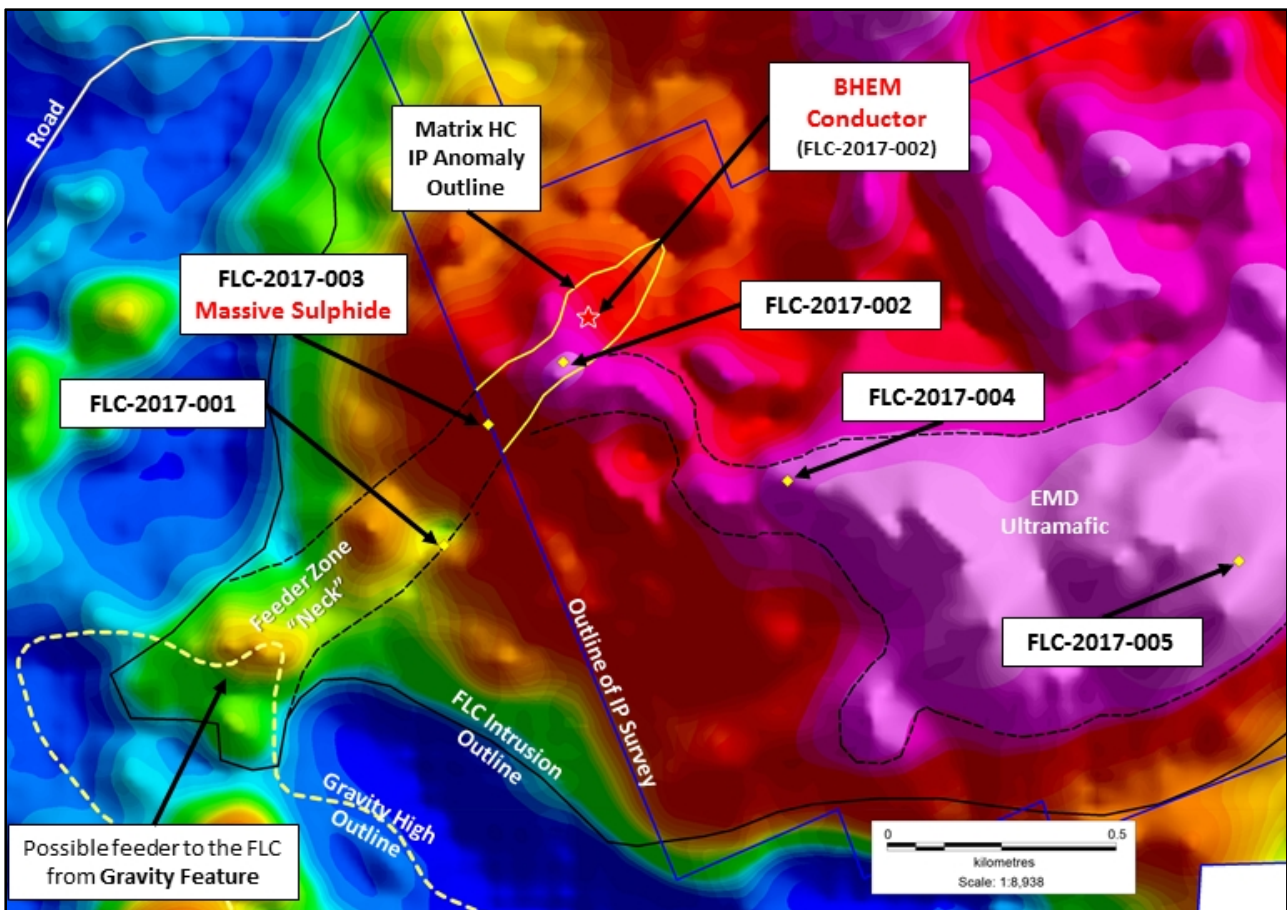 Road
Matrix HC
IP Anomaly
Outline
BHEM
Conductor
(FLC-2017-002)
FLC-2017-003
Massive Sulphide
FLC-2017-002
FLC-2017-001
FLC-2017-004
EMD
Ultramafic
FLC-2017-005
Feeder Zone
"Neck"
Outline of IP Survey
FLC Intrusion
Outline
Gravity High
Outline
Possible feeder to the FLC
from Gravity Feature
0 0.5
kilometres
Scale: 1:8,938